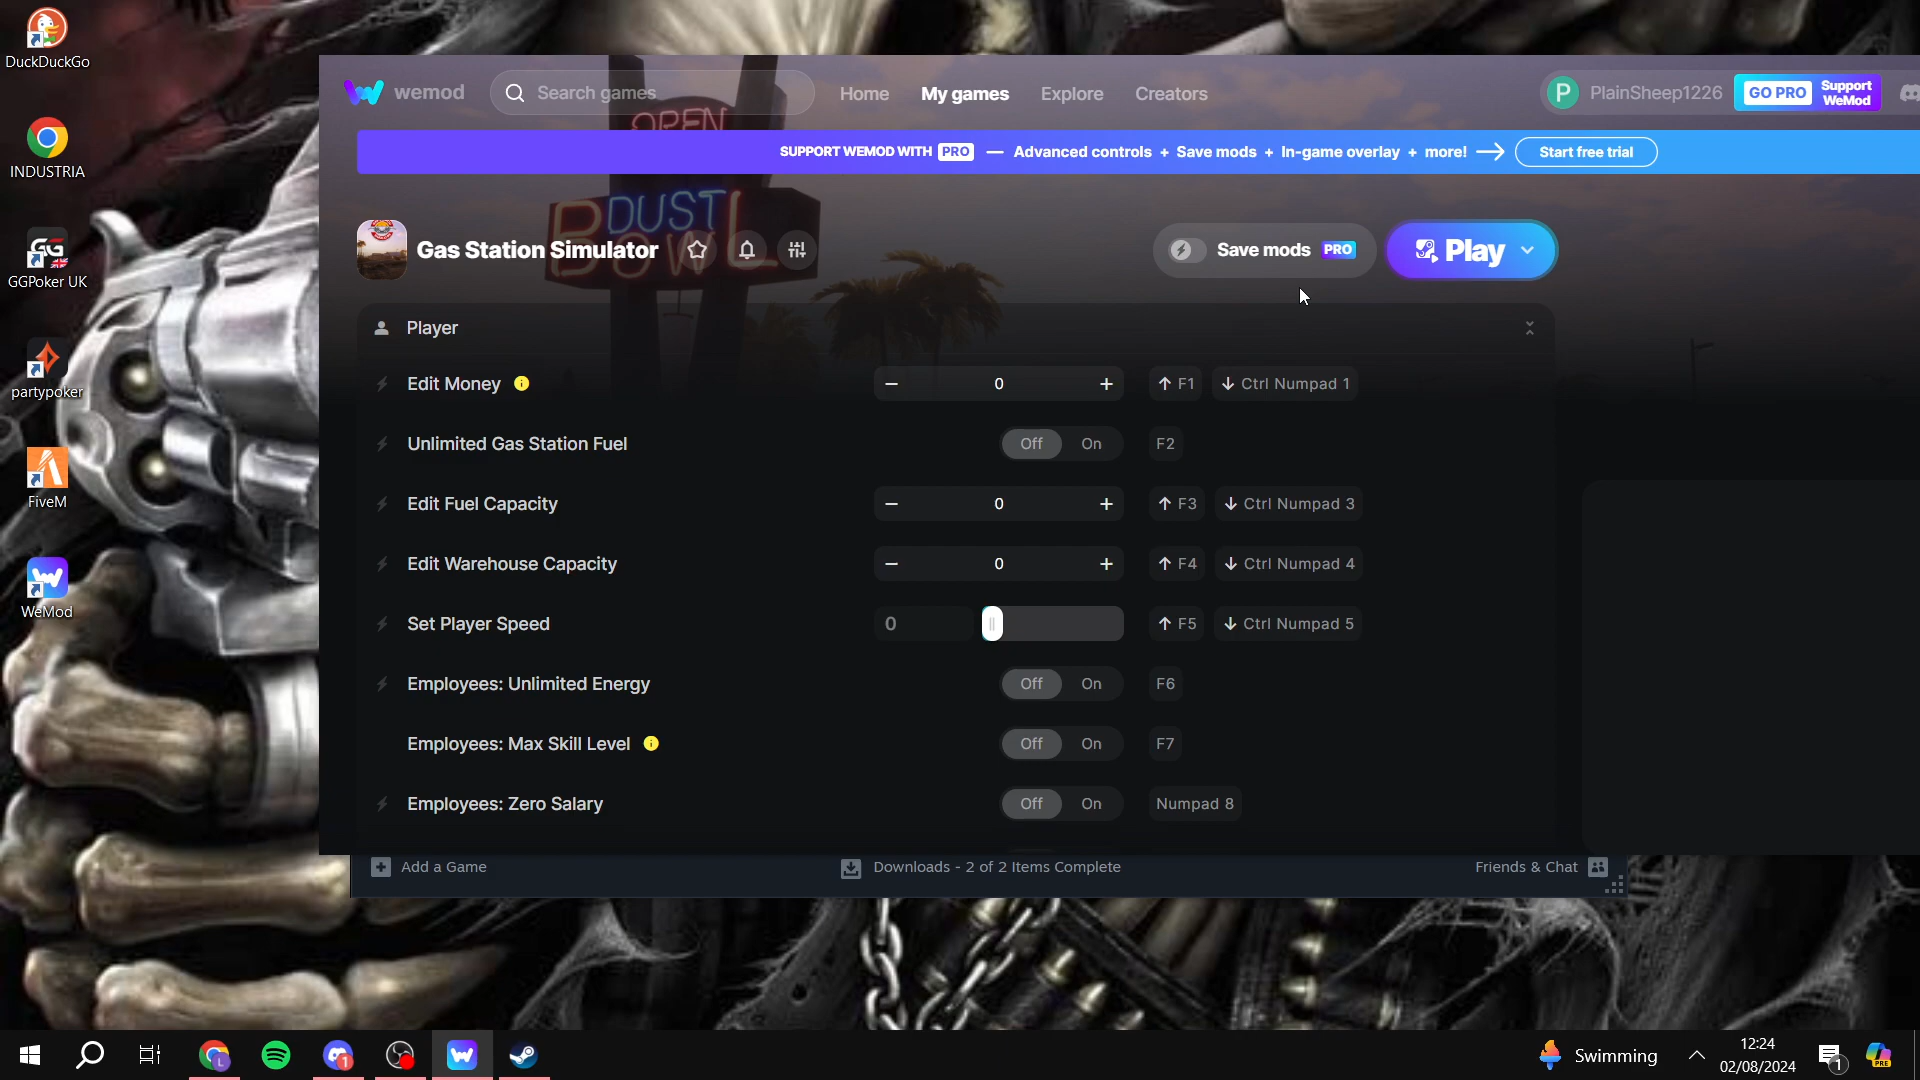 DuckDuckGo
INDUSTRIA
GGPoker UK
partypoker
FiveM
WeMod
wemod
Search games
Home
My games
Explore
Creators
P PlainSheep1226
GO PRO Support WeMod
SUPPORT WEMOD WITH PRO — Advanced controls + Save mods + In-game overlay + more! → Start free trial
OPEN
DUST
BOWL
Gas Station Simulator
Save mods PRO
Play
Player
Edit Money − 0 + ↑ F1 ↓ Ctrl Numpad 1
Unlimited Gas Station Fuel Off On F2
Edit Fuel Capacity − 0 + ↑ F3 ↓ Ctrl Numpad 3
Edit Warehouse Capacity − 0 + ↑ F4 ↓ Ctrl Numpad 4
Set Player Speed 0 ↑ F5 ↓ Ctrl Numpad 5
Employees: Unlimited Energy Off On F6
Employees: Max Skill Level Off On F7
Employees: Zero Salary Off On Numpad 8
Add a Game
Downloads - 2 of 2 Items Complete
Friends & Chat
L
1
Swimming
12:24
02/08/2024
1
PRE